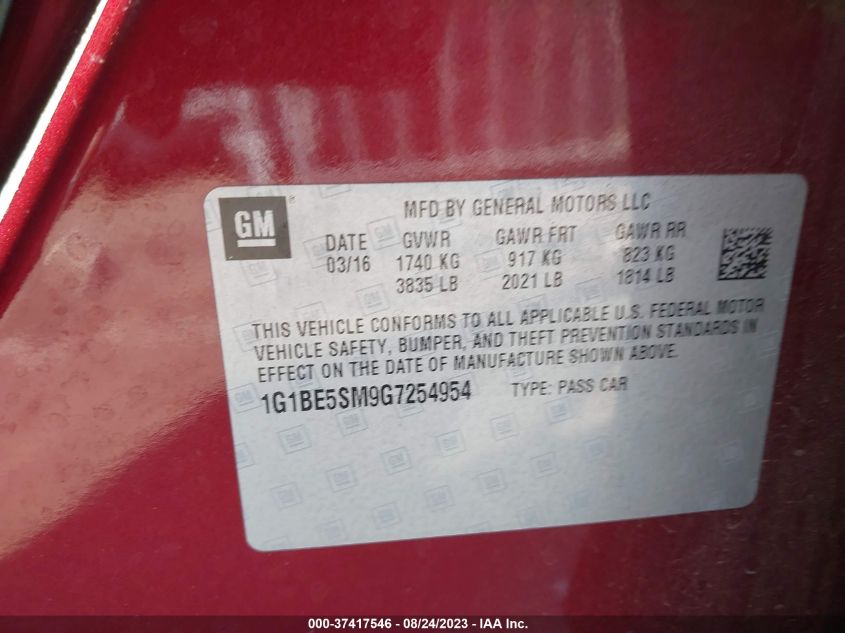 GM
MFD BY GENERAL MOTORS LLC
DATE GVWR GAWR FRT GAWR RR
03/16 1740 KG 917 KG 823 KG
3835 LB 2021 LB 1814 LB
THIS VEHICLE CONFORMS TO ALL APPLICABLE U.S. FEDERAL MOTOR
VEHICLE SAFETY, BUMPER, AND THEFT PREVENTION STANDARDS IN
EFFECT ON THE DATE OF MANUFACTURE SHOWN ABOVE.
1G1BE5SM9G7254954 TYPE: PASS CAR
000-37417546 - 08/24/2023 - IAA Inc.